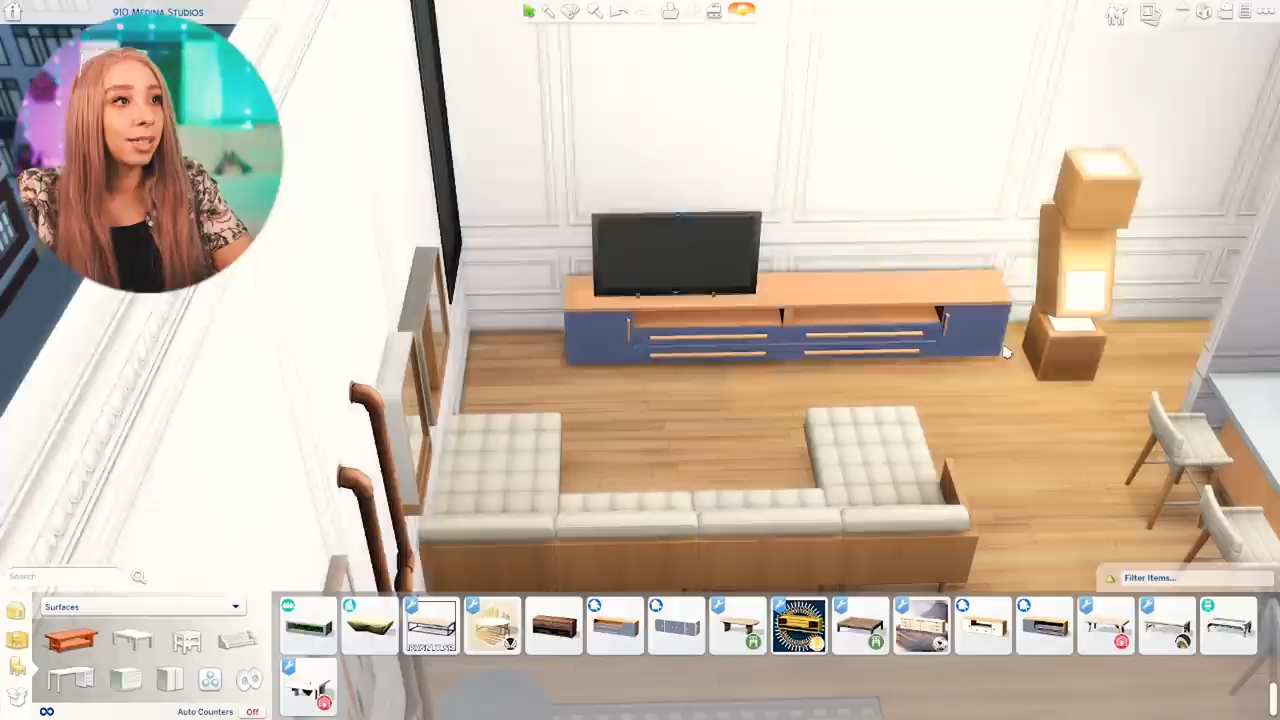 910 MEDINA STUDIOS
Search
Filter Items...
Surfaces
Auto Counters
Off